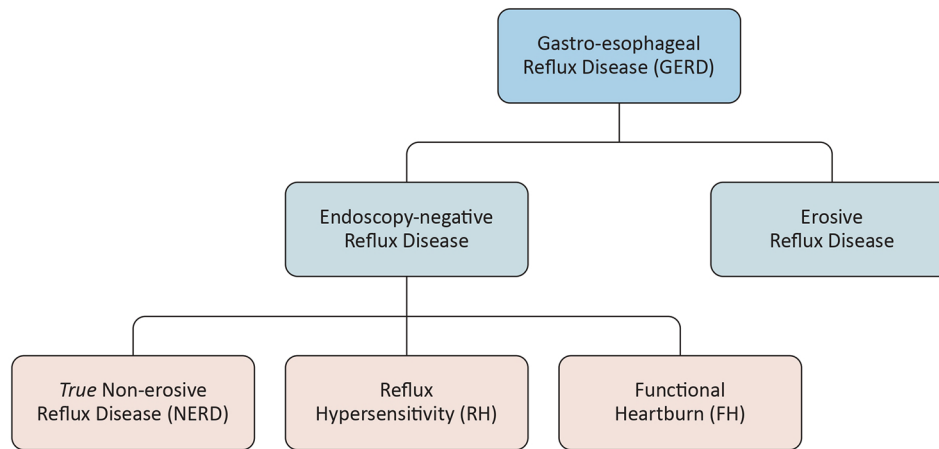 Gastro-esophageal
Reflux Disease (GERD)
Endoscopy-negative
Reflux Disease
Erosive
Reflux Disease
True Non-erosive
Reflux Disease (NERD)
Reflux
Hypersensitivity (RH)
Functional
Heartburn (FH)